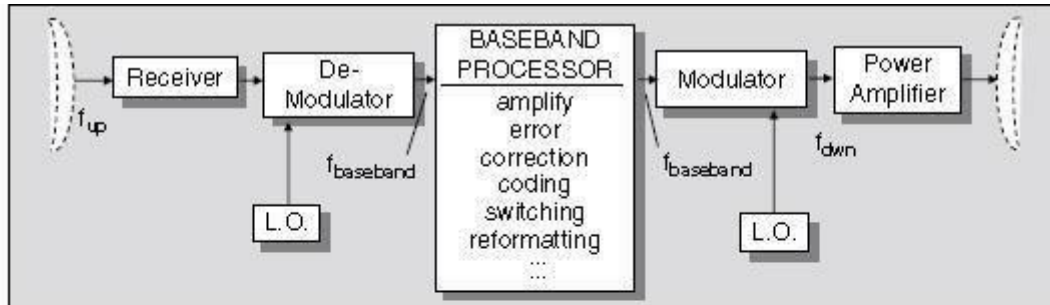 f_up
Receiver
De-
Modulator
L.O.
f_baseband
BASEBAND
PROCESSOR
amplify
error
correction
coding
switching
reformatting
...
f_baseband
Modulator
L.O.
f_dwn
Power
Amplifier